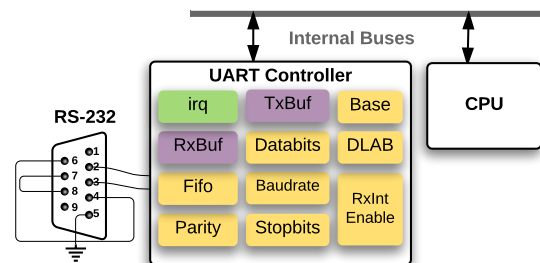 Internal Buses
UART Controller
irq
TxBuf
Base
CPU
RS-232
RxBuf
Databits
DLAB
Fifo
Baudrate
RxInt
Enable
Parity
Stopbits
1
6
2
7
3
8
4
9
5